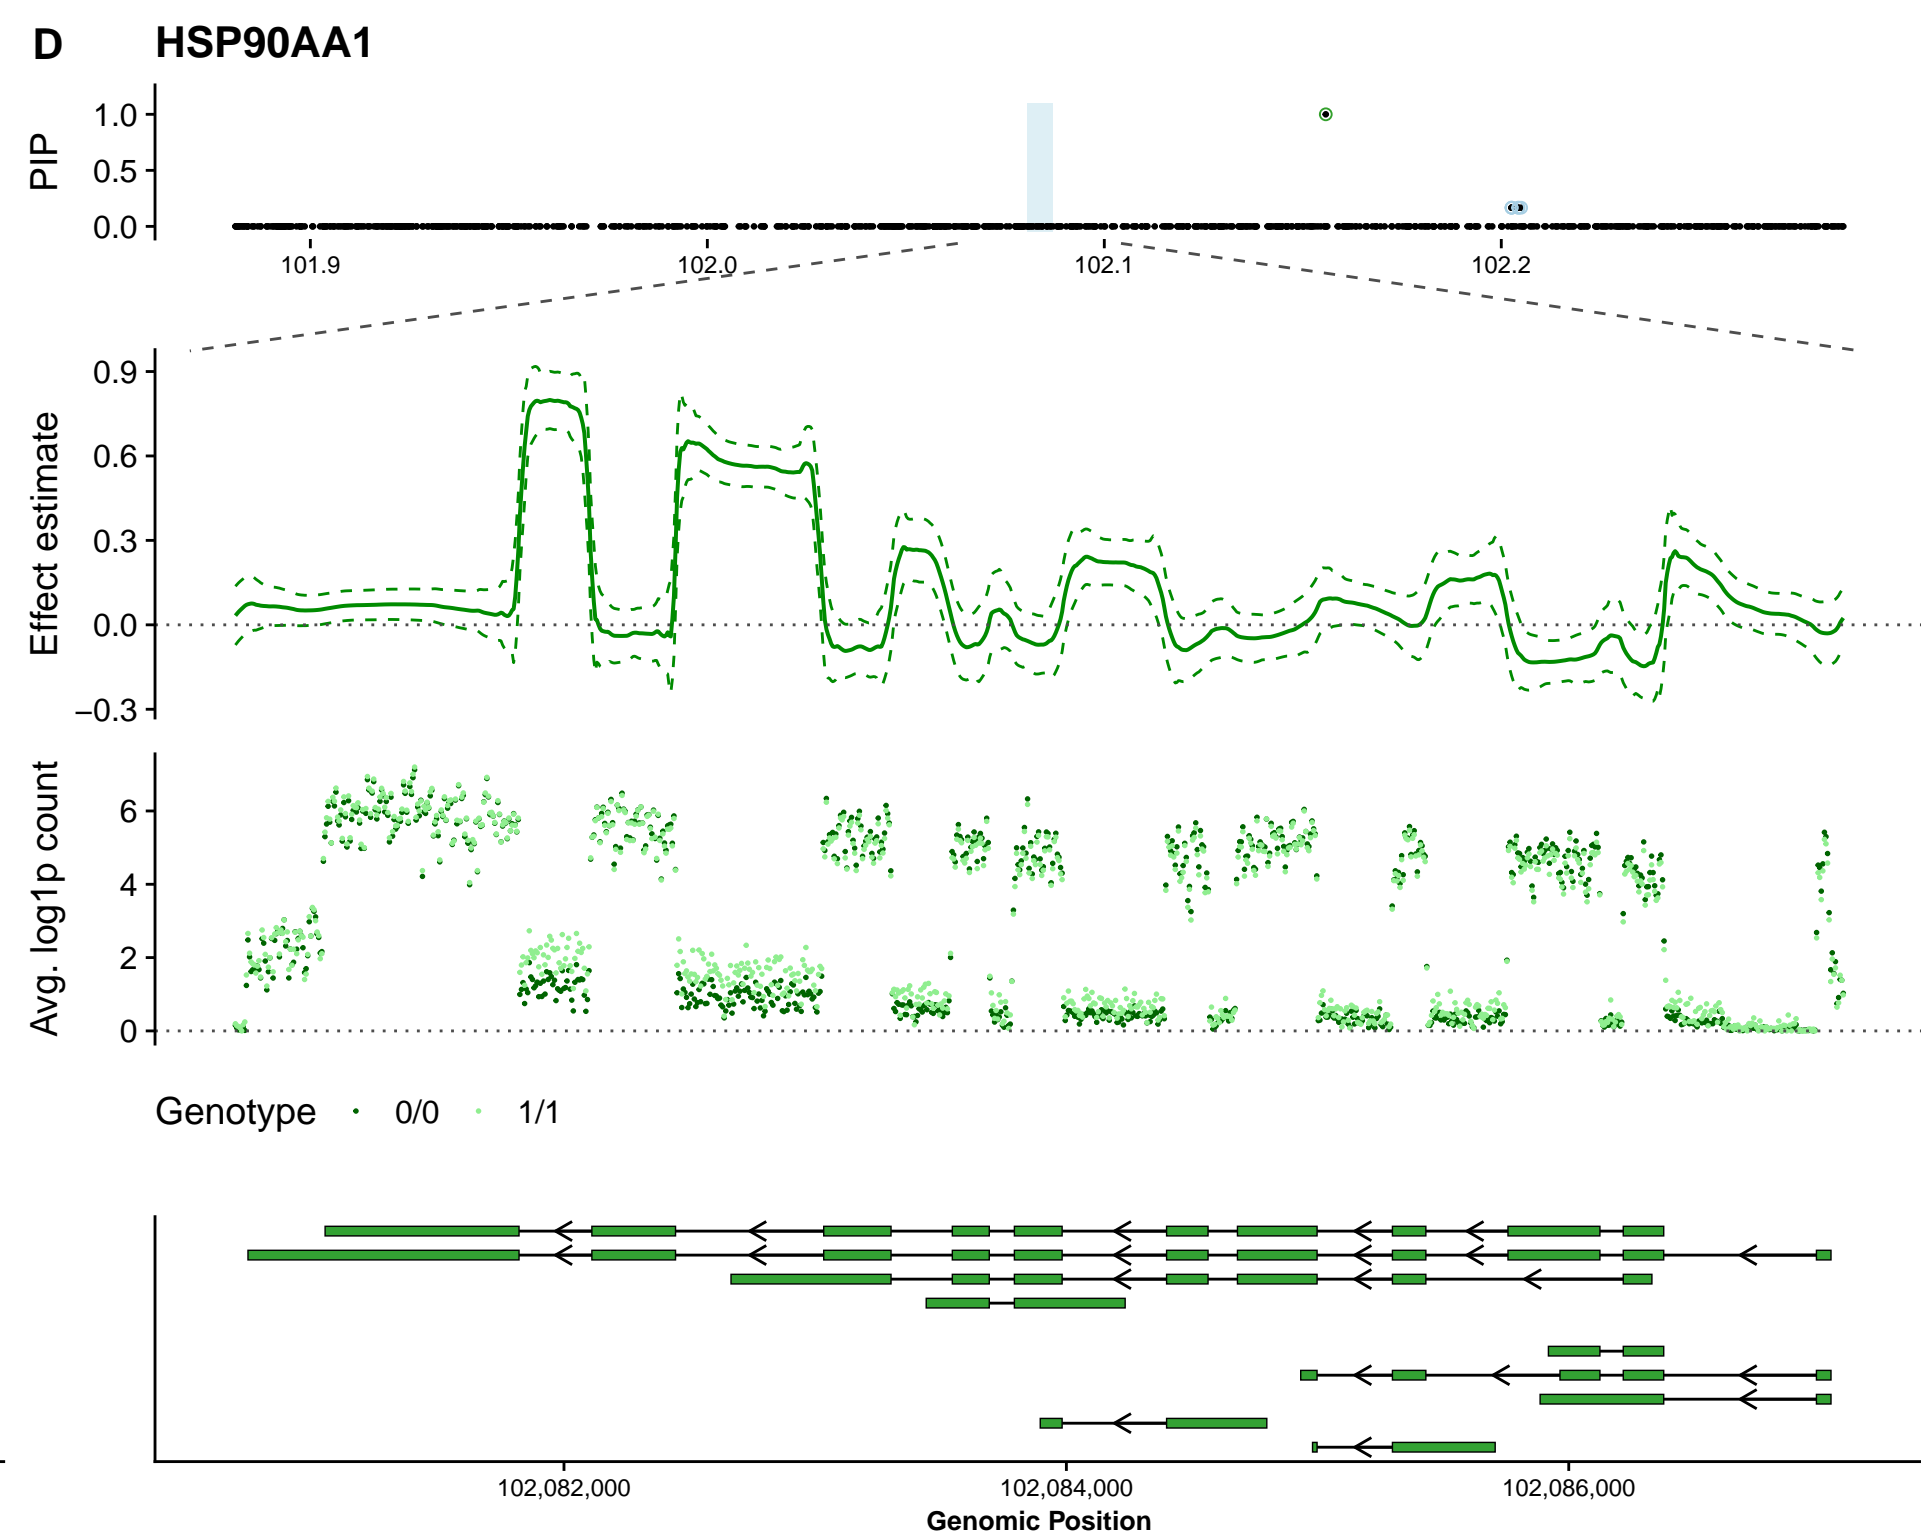 D HSP90AA1
PIP
1.0
0.5
0.0
101.9 102.0 102.1 102.2
Effect estimate
0.9
0.6
0.3
0.0
−0.3
Avg. log1p count
6
4
2
0
Genotype 0/0 1/1
102,082,000 102,084,000 102,086,000
Genomic Position